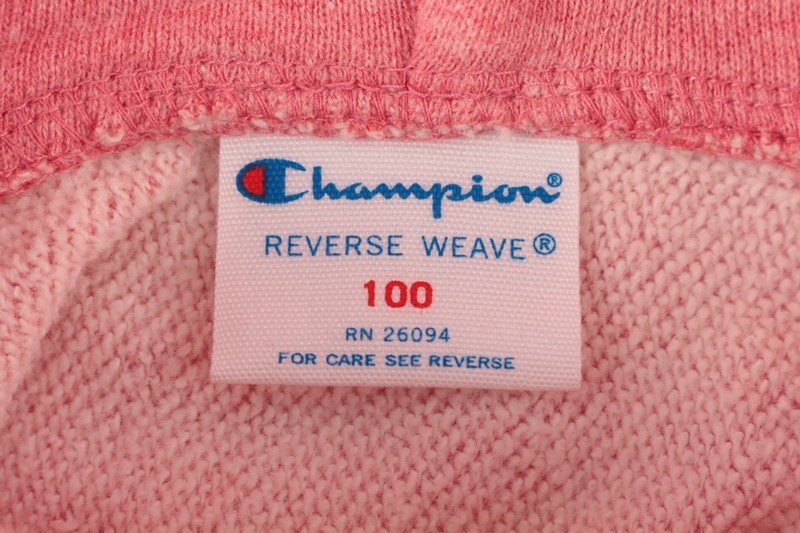 Champion®
REVERSE WEAVE®
100
RN 26094
FOR CARE SEE REVERSE